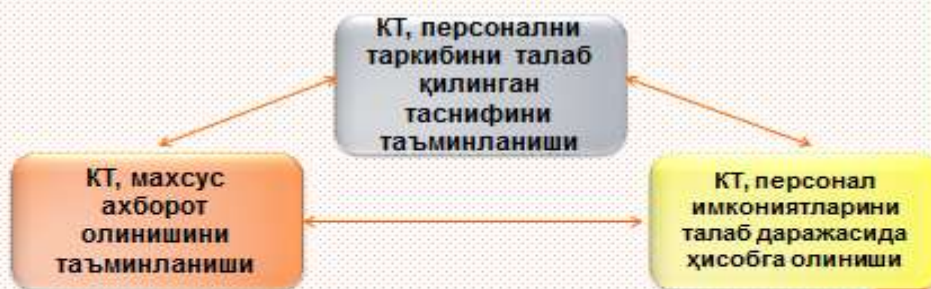 КТ, персонални
таркибини талаб
қилинган
таснифини
таъминланиши
КТ, махсус
ахборот
олинишини
таъминланиши
КТ, персонал
имкониятларини
талаб даражасида
ҳисобга олиниши